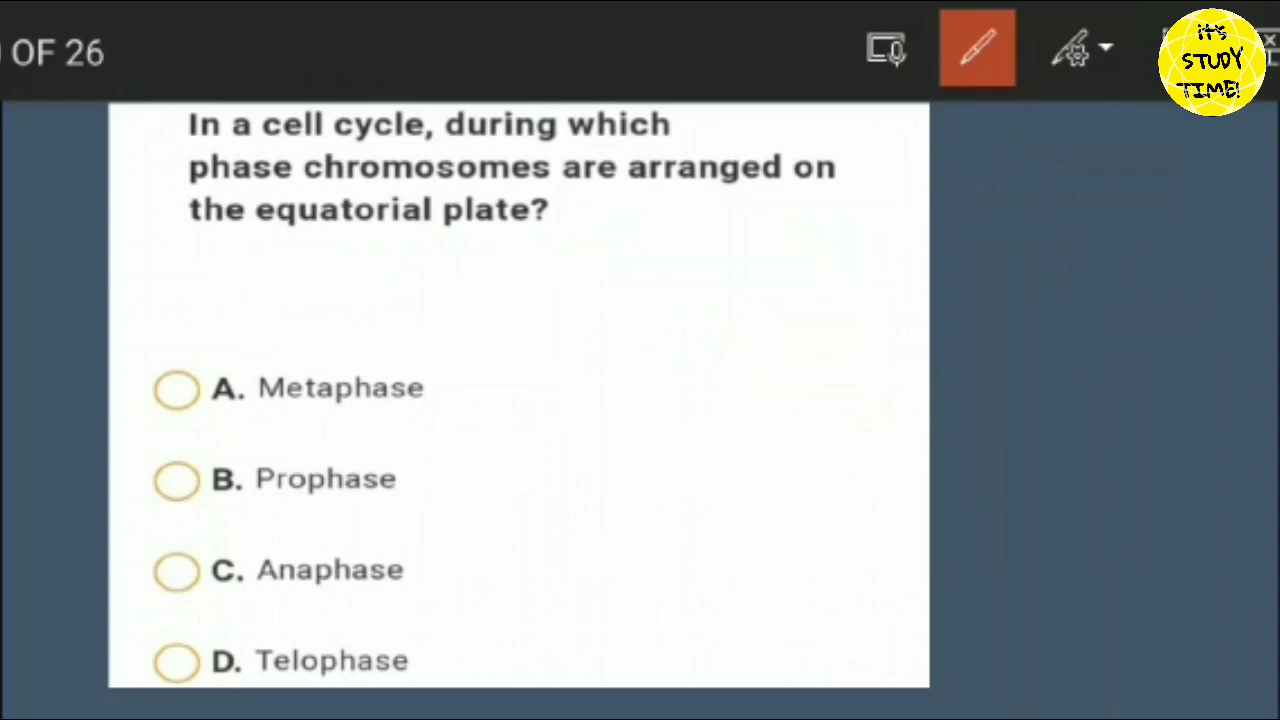 OF 26
It's
STUDY
TIME!
In a cell cycle, during which
phase chromosomes are arranged on
the equatorial plate?
A. Metaphase
B. Prophase
C. Anaphase
D. Telophase